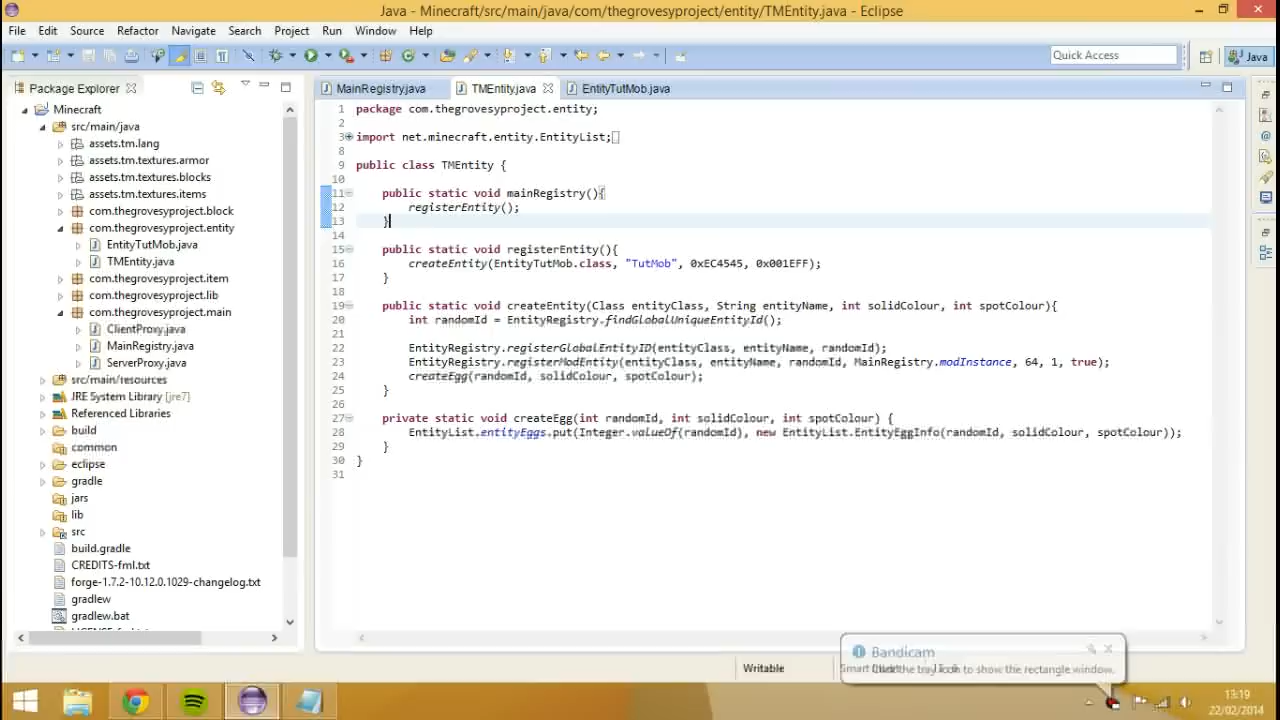 Java - Minecraft/src/main/java/com/thegrovesyproject/entity/TMEntity.java - Eclipse
File Edit Source Refactor Navigate Search Project Run Window Help
Quick Access
Java
Package Explorer
MainRegistry.java
TMEntity.java
EntityTutMob.java
Minecraft
src/main/java
assets.tm.lang
assets.tm.textures.armor
assets.tm.textures.blocks
assets.tm.textures.items
com.thegrovesyproject.block
com.thegrovesyproject.entity
EntityTutMob.java
TMEntity.java
com.thegrovesyproject.item
com.thegrovesyproject.lib
com.thegrovesyproject.main
ClientProxy.java
MainRegistry.java
ServerProxy.java
src/main/resources
JRE System Library [jre7]
Referenced Libraries
build
common
eclipse
gradle
jars
lib
src
build.gradle
CREDITS-fml.txt
forge-1.7.2-10.12.0.1029-changelog.txt
gradlew
gradlew.bat
1 package com.thegrovesyproject.entity;
2
3 import net.minecraft.entity.EntityList;
8
9 public class TMEntity {
10
11 public static void mainRegistry(){
12 registerEntity();
13 }
14
15 public static void registerEntity(){
16 createEntity(EntityTutMob.class, "TutMob", 0xEC4545, 0x001EFF);
17 }
18
19 public static void createEntity(Class entityClass, String entityName, int solidColour, int spotColour){
20 int randomId = EntityRegistry.findGlobalUniqueEntityId();
21
22 EntityRegistry.registerGlobalEntityID(entityClass, entityName, randomId);
23 EntityRegistry.registerModEntity(entityClass, entityName, randomId, MainRegistry.modInstance, 64, 1, true);
24 createEgg(randomId, solidColour, spotColour);
25 }
26
27 private static void createEgg(int randomId, int solidColour, int spotColour) {
28 EntityList.entityEggs.put(Integer.valueOf(randomId), new EntityList.EntityEggInfo(randomId, solidColour, spotColour));
29 }
30 }
31
Bandicam
the tray icon to show the rectangle window.
Writable
Smart
13:19
22/02/2014